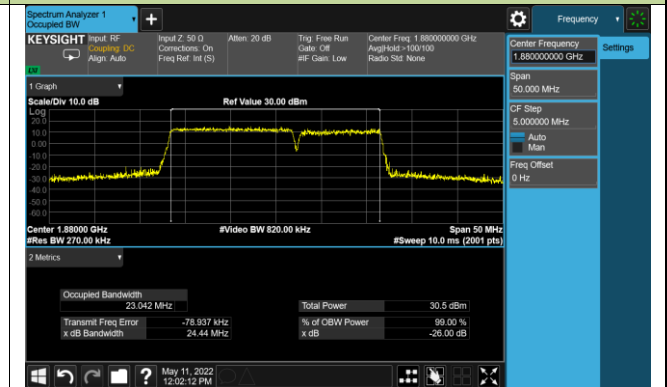 Spectrum Analyzer 1
Occupied BW
+
Frequency
KEYSIGHT
Input: RF
Coupling: DC
Align: Auto
Input Z: 50 Ω
Corrections: On
Freq Ref: Int (S)
Atten: 20 dB
Trig: Free Run
Gate: Off
#IF Gain: Low
Center Freq: 1.880000000 GHz
Avg|Hold:>100/100
Radio Std: None
1 Graph
Scale/Div 10.0 dB
Ref Value 30.00 dBm
Log
20.0
10.0
0.00
-10.0
-20.0
-30.0
-40.0
-50.0
-60.0
Center 1.88000 GHz
#Video BW 820.00 kHz
Span 50 MHz
#Res BW 270.00 kHz
#Sweep 10.0 ms (2001 pts)
2 Metrics
Occupied Bandwidth
23.042 MHz
Total Power
30.5 dBm
Transmit Freq Error
-78.937 kHz
% of OBW Power
99.00 %
x dB Bandwidth
24.44 MHz
x dB
-26.00 dB
Center Frequency
1.880000000 GHz
Settings
Span
50.000 MHz
CF Step
5.000000 MHz
Auto
Man
Freq Offset
0 Hz
?
May 11, 2022
12:02:12 PM